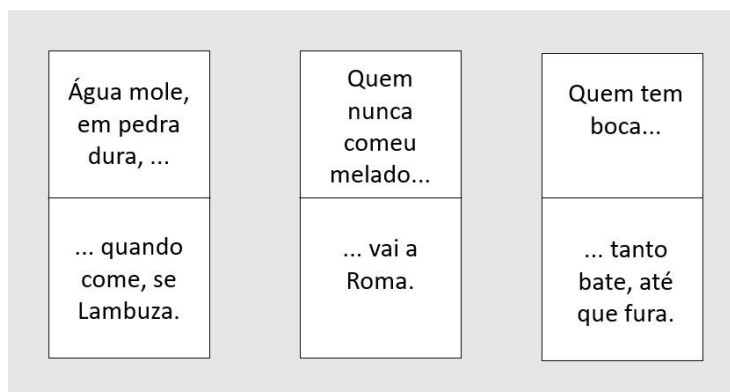 Água mole,
em pedra
dura, ...
... quando
come, se
Lambuza.
Quem
nunca
comeu
melado...
... vai a
Roma.
Quem tem
boca...
... tanto
bate, até
que fura.